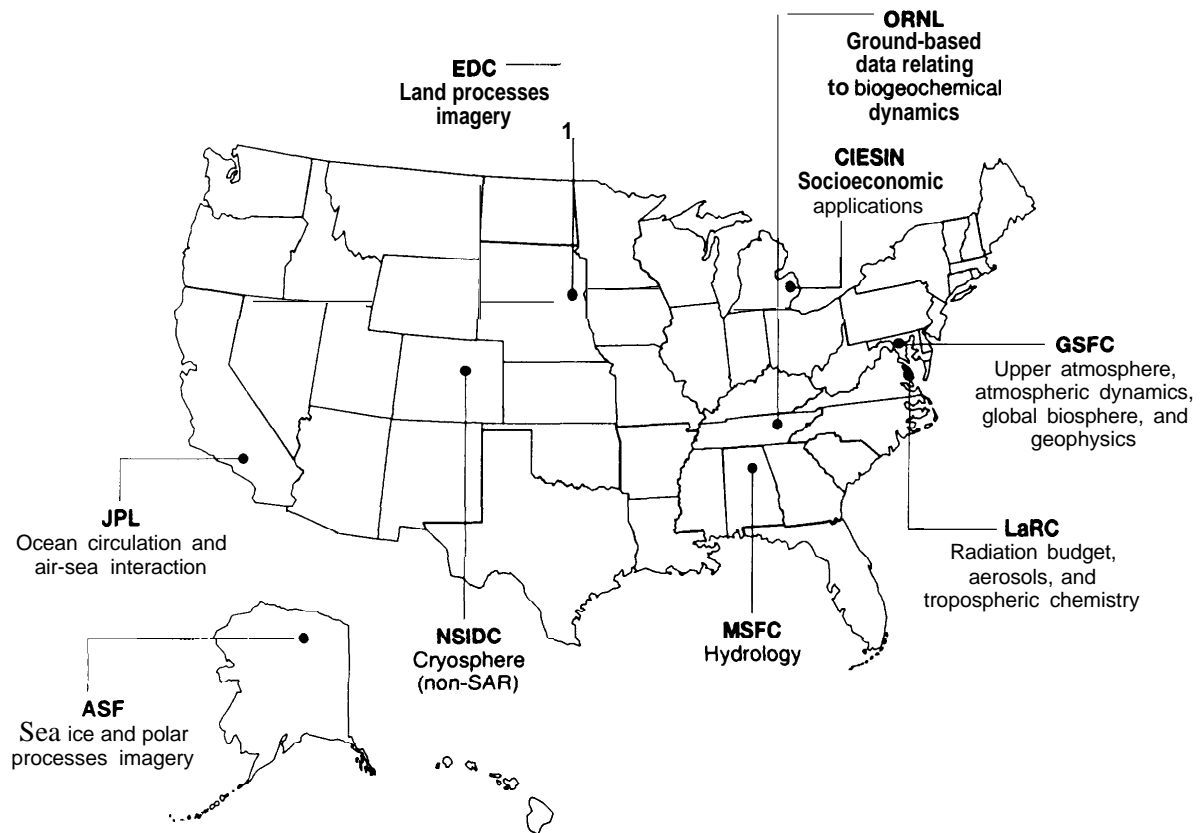 ORNL
Ground-based
data relating
to biogeochemical
dynamics
EDC
Land processes
imagery
1
CIESIN
Socioeconomic
applications
GSFC
Upper atmosphere,
atmospheric dynamics,
global biosphere, and
geophysics
JPL
Ocean circulation and
air-sea interaction
LaRC
Radiation budget,
aerosols, and
tropospheric chemistry
NSIDC
Cryosphere
(non-SAR)
MSFC
Hydrology
ASF
Sea ice and polar
processes imagery